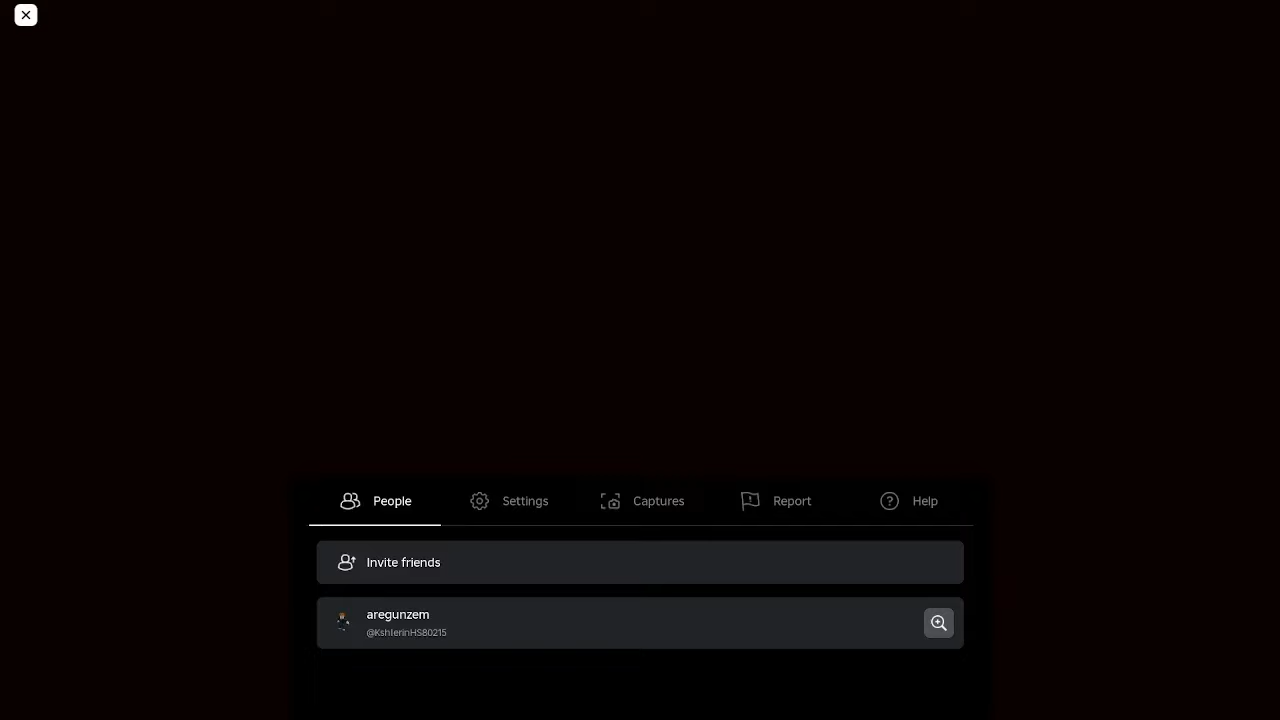 People
Settings
Captures
Report
Help
Invite friends
aregunzem
@KshlerinHS80215